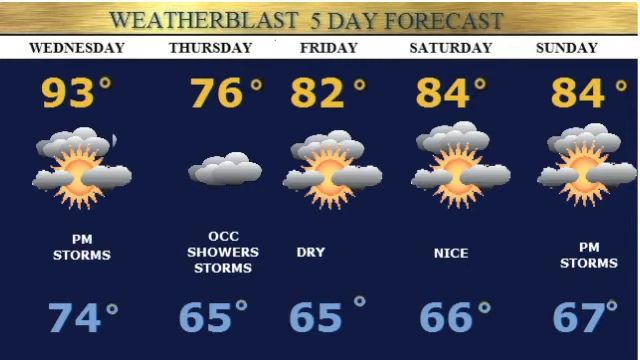 WEATHERBLAST 5 DAY FORECAST
WEDNESDAY THURSDAY FRIDAY SATURDAY SUNDAY
93° 76° 82° 84° 84°
PM STORMS
OCC SHOWERS STORMS
DRY
NICE
PM STORMS
74° 65° 65° 66° 67°